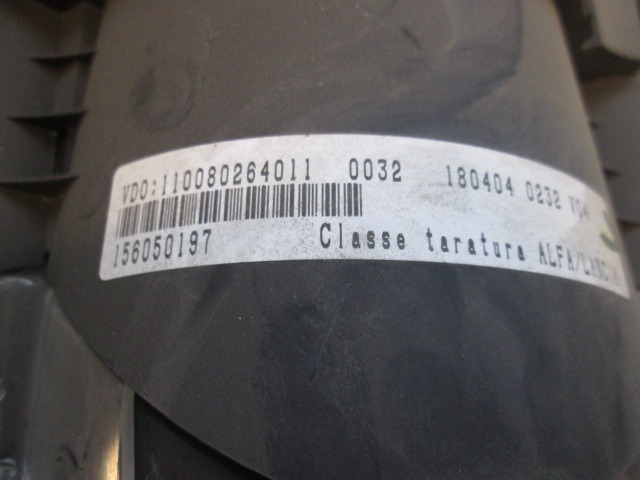 VDO:110080264011 0032 180404 0232 V04
156050197 Classe taratura ALFA/LANCIA